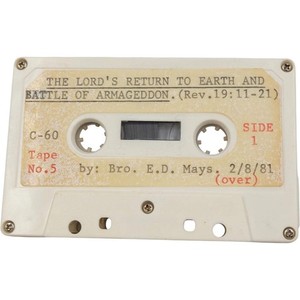 THE LORD'S RETURN TO EARTH AND
BATTLE OF ARMAGEDDON.(Rev.19:11-21)
C-60 SIDE
1
Tape
No.5 by: Bro. E.D. Mays. 2/8/81
(over)